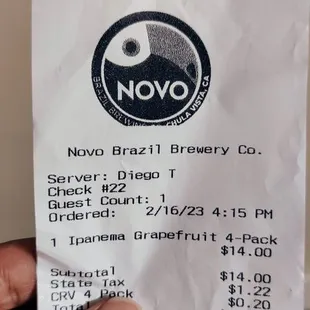 NOVO
BRAZIL BREWING CO. CHULA VISTA, CA
Novo Brazil Brewery Co.
Server: Diego T
Check #22
Guest Count: 1
Ordered: 2/16/23 4:15 PM
1 Ipanema Grapefruit 4-Pack
$14.00
Subtotal $14.00
State Tax $1.22
CRV 4 Pack $0.20
Total